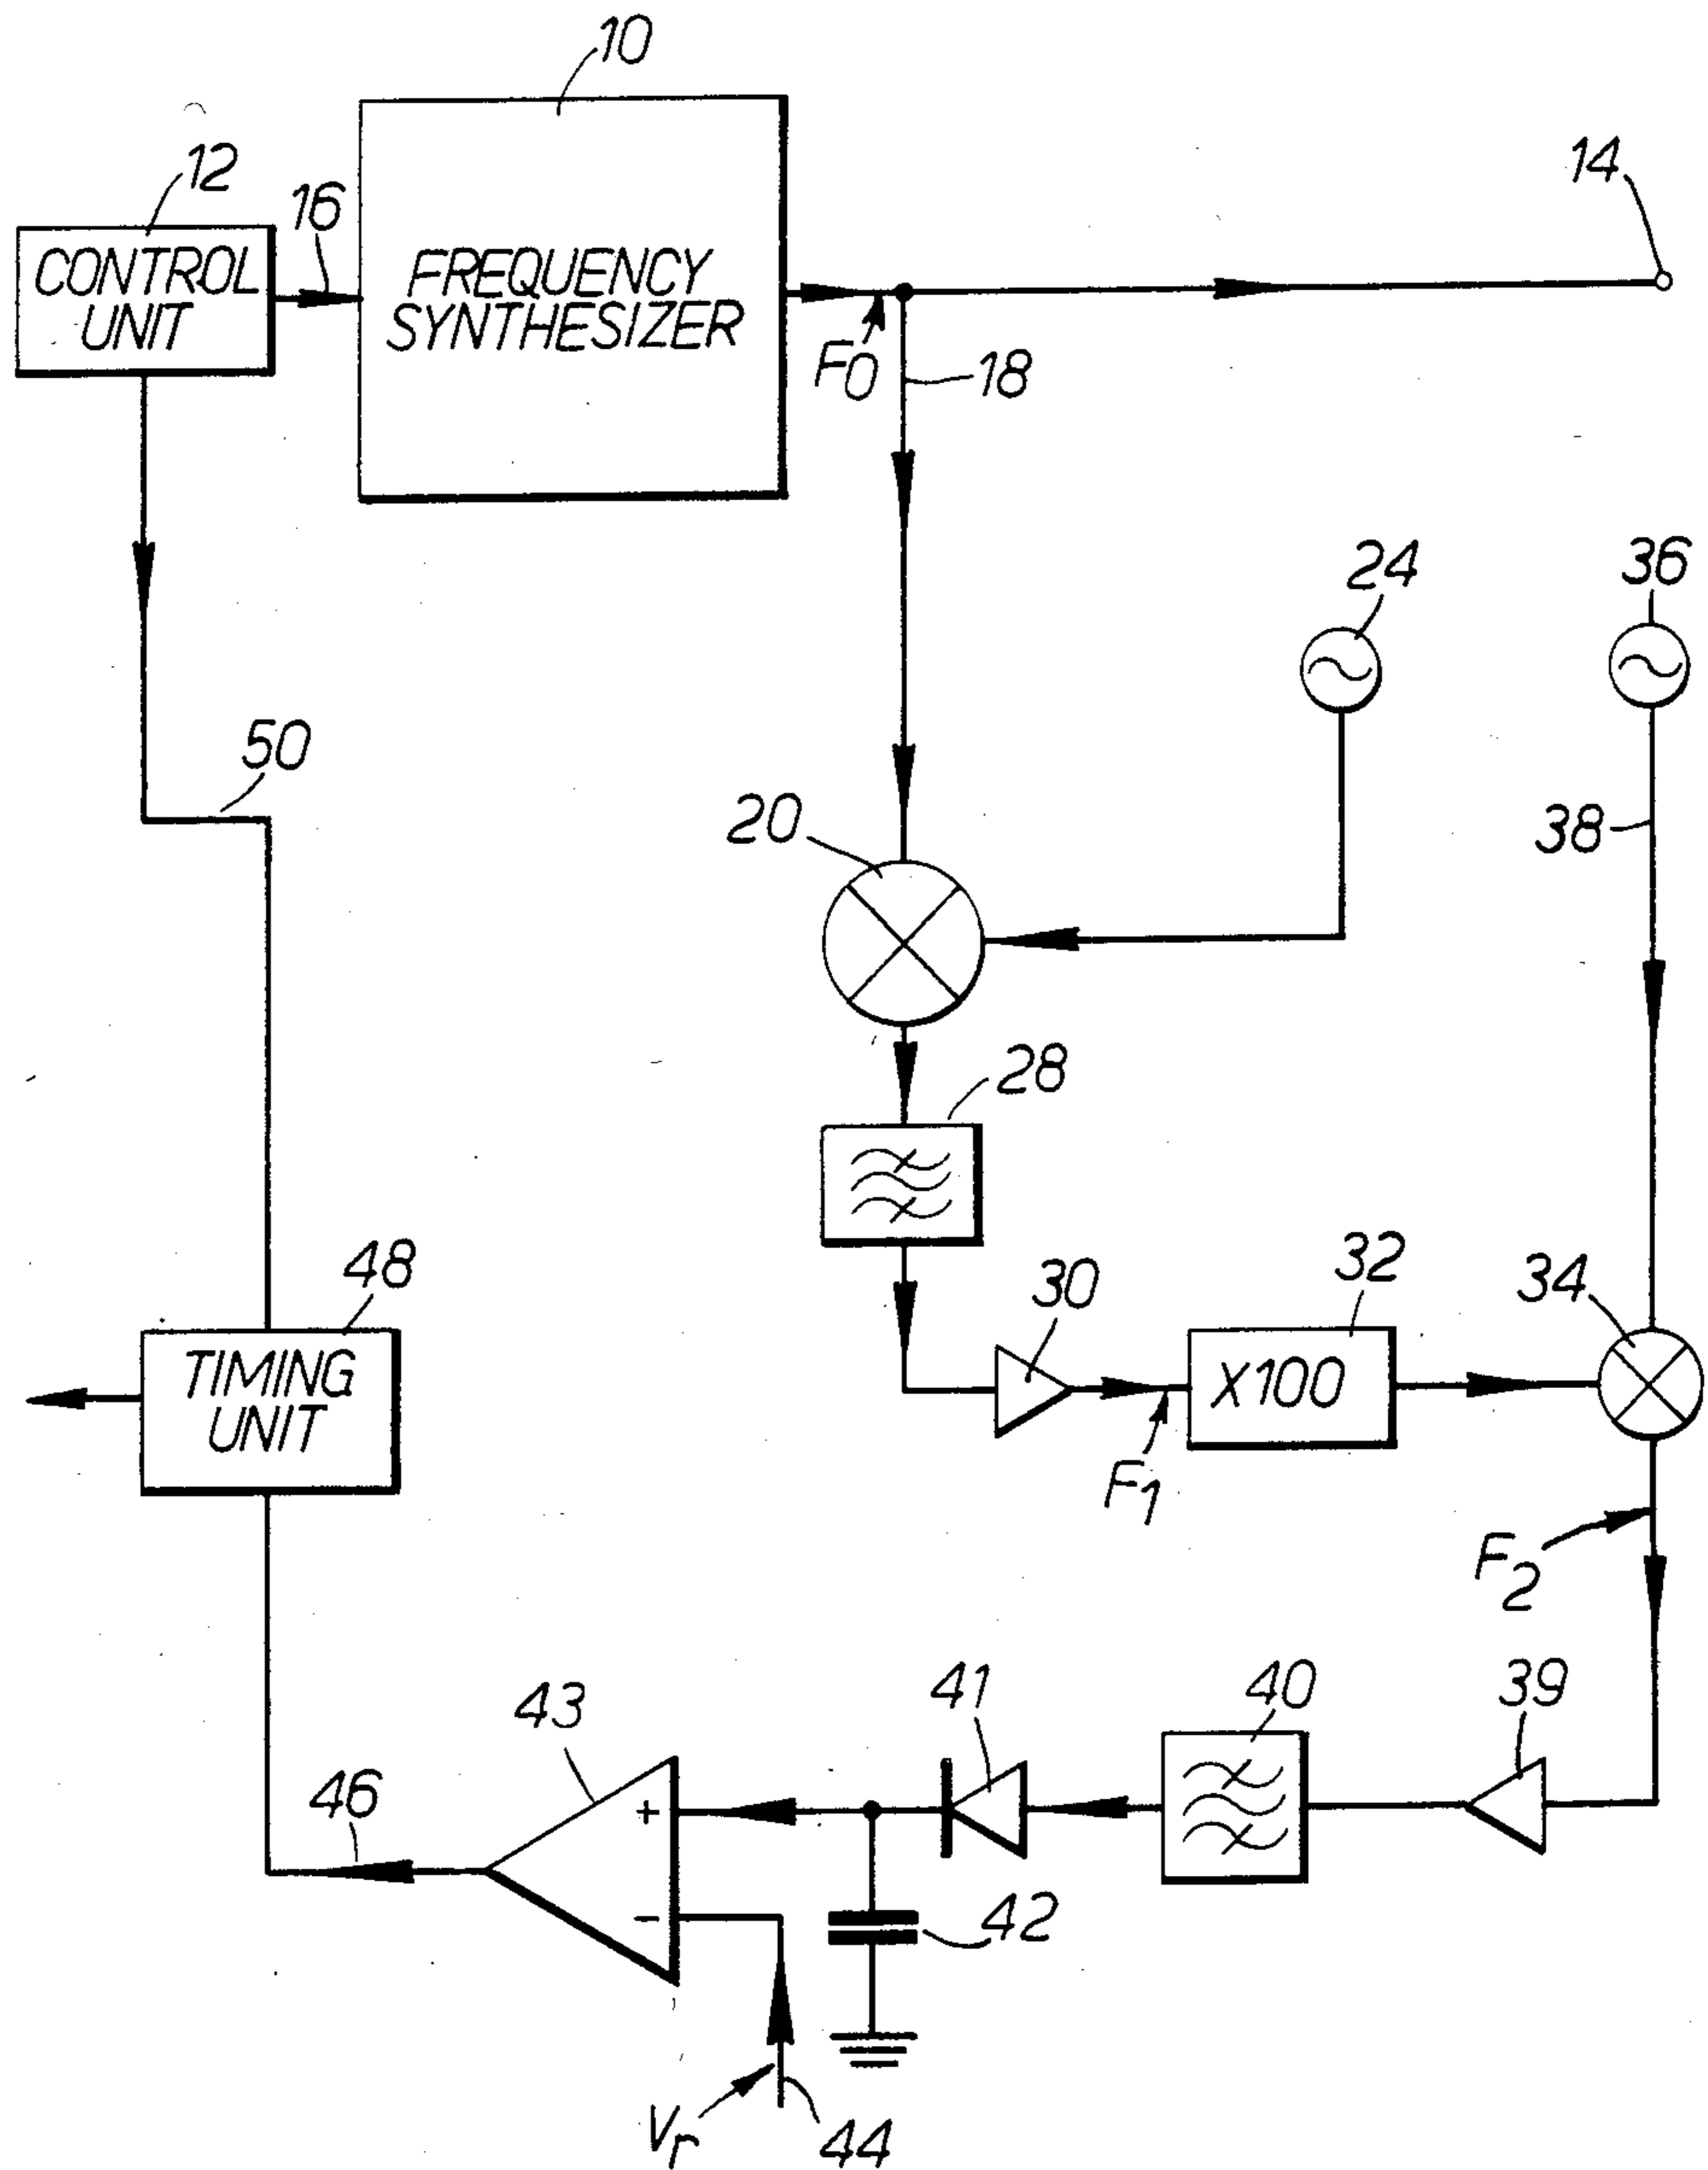 10
12
16
14
CONTROL
UNIT
FREQUENCY
SYNTHESIZER
F0
18
24
36
50
20
38
28
48
30
32
34
TIMING
UNIT
X100
F1
F2
43
41
40
39
46
+
−
42
Vr
44